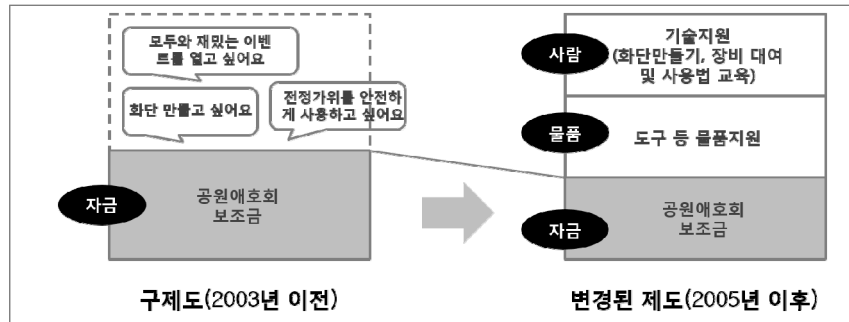 모두와 재밌는 이벤
트를 열고 싶어요
화단 만들고 싶어요
전정가위를 안전하
게 사용하고 싶어요
자금
공원애호회
보조금
구제도(2003년 이전)
사람
기술지원
(화단만들기, 장비 대여
및 사용법 교육)
물품
도구 등 물품지원
자금
공원애호회
보조금
변경된 제도(2005년 이후)